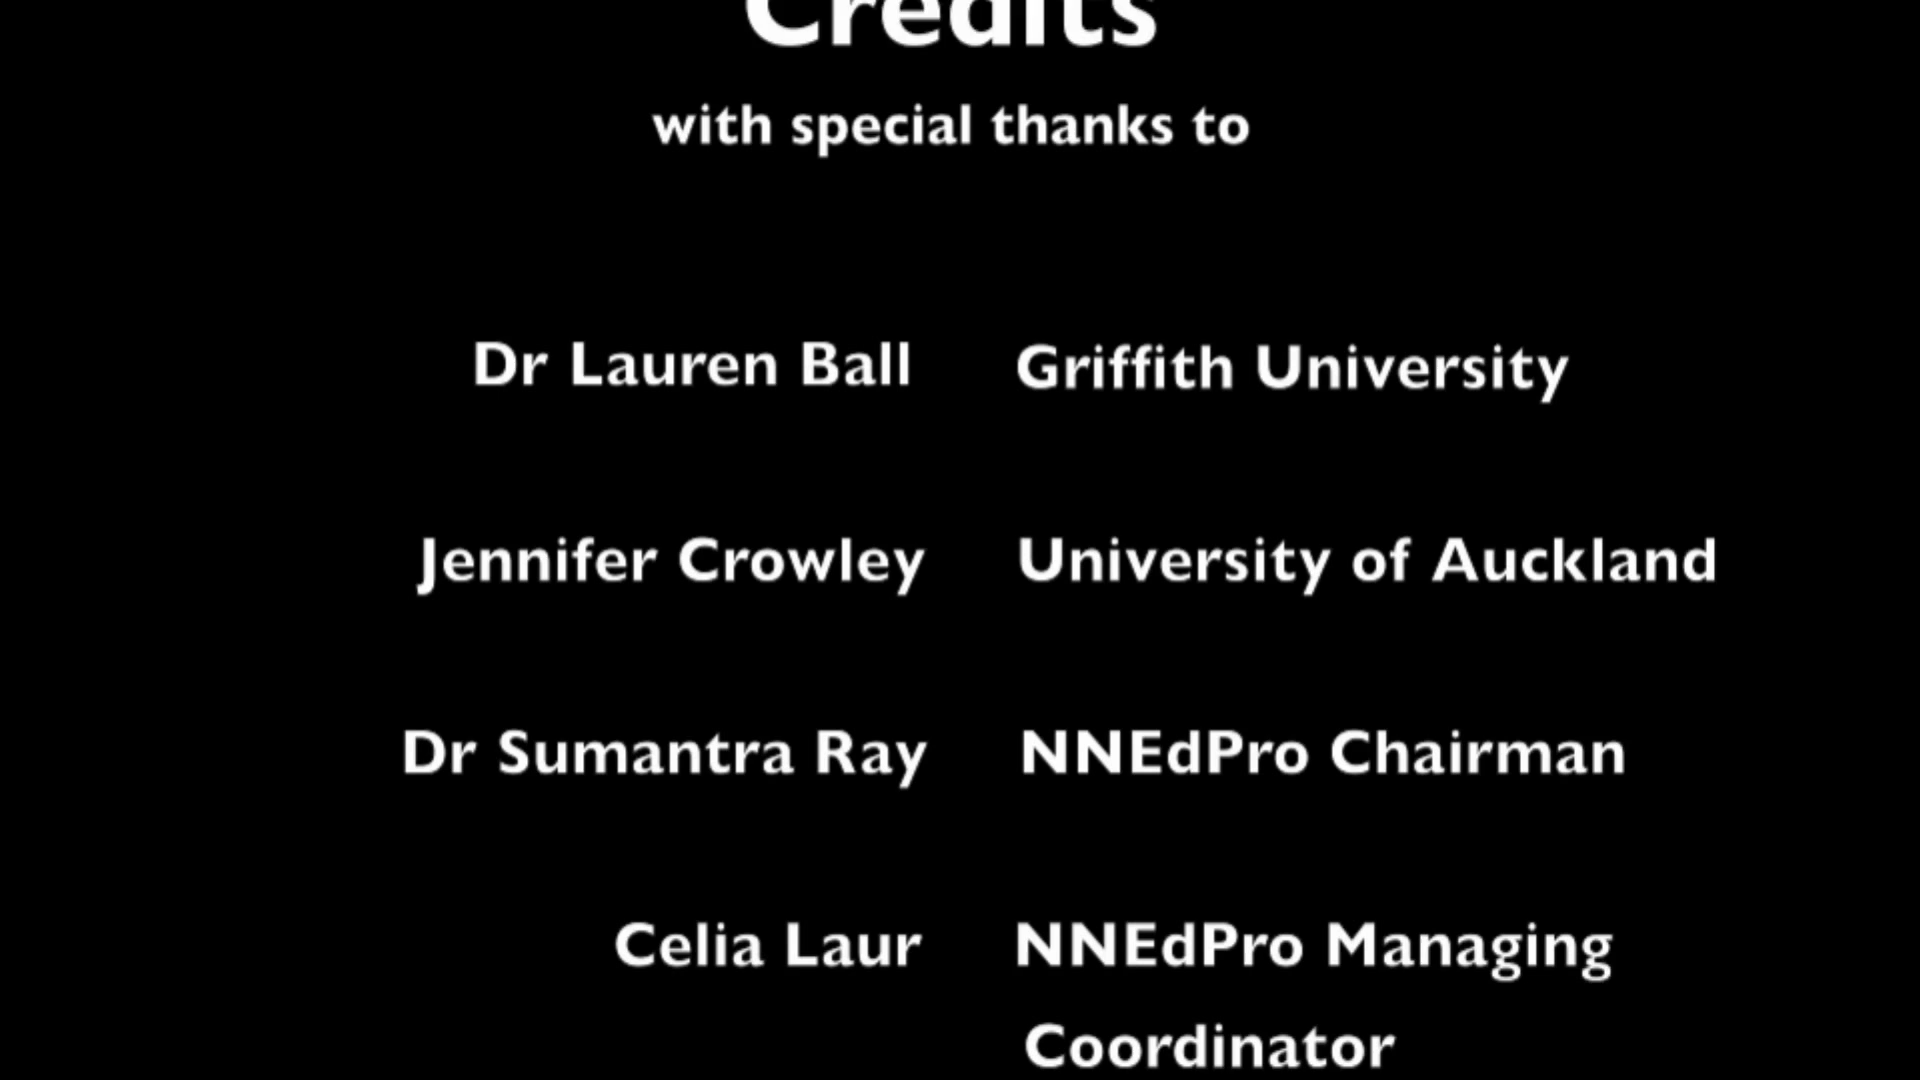 Credits
with special thanks to
Dr Lauren Ball Griffith University
Jennifer Crowley University of Auckland
Dr Sumantra Ray NNEdPro Chairman
Celia Laur NNEdPro Managing
Coordinator